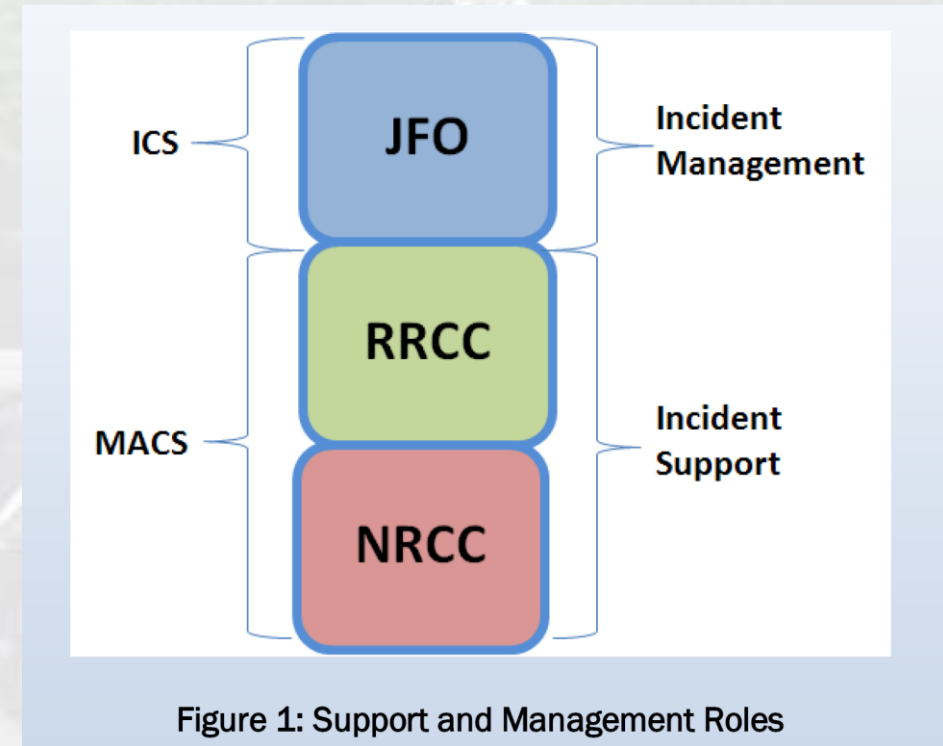 JFO
ICS
Incident
Management
RRCC
MACS
Incident
Support
NRCC
Figure 1: Support and Management Roles